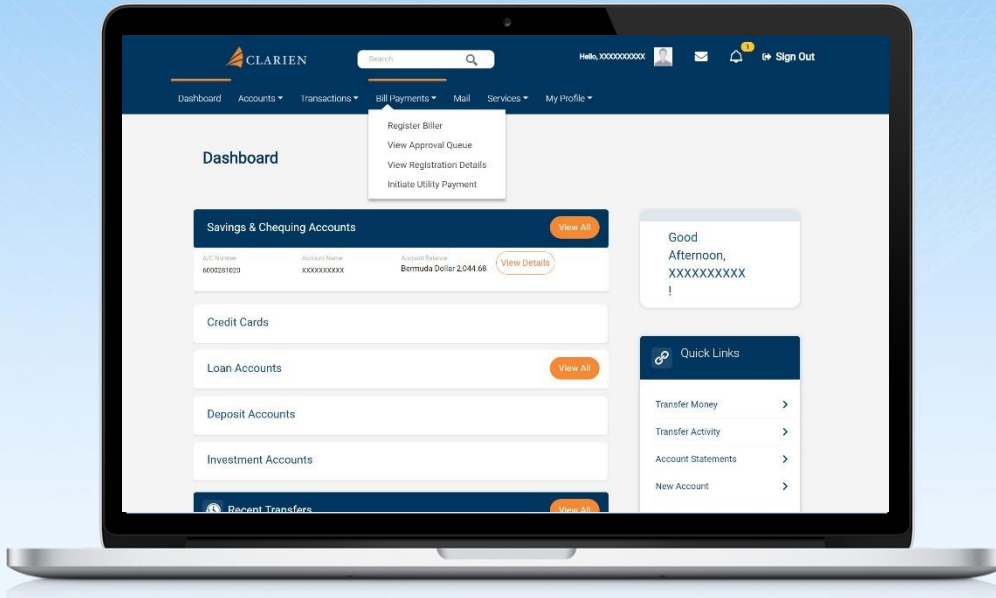 CLARIEN
Search
Hello, XXXXXXXXXX
1
Sign Out
Dashboard Accounts Transactions Bill Payments Mail Services My Profile
Register Biller
View Approval Queue
View Registration Details
Initiate Utility Payment
Dashboard
Savings & Chequing Accounts
View All
A/C Number
Account Name
Account Balance
6000281020
XXXXXXXXXX
Bermuda Dollar 2,044.68
View Details
Credit Cards
Loan Accounts
View All
Deposit Accounts
Investment Accounts
Recent Transfers
View All
Good
Afternoon,
XXXXXXXXXX
!
Quick Links
Transfer Money
Transfer Activity
Account Statements
New Account